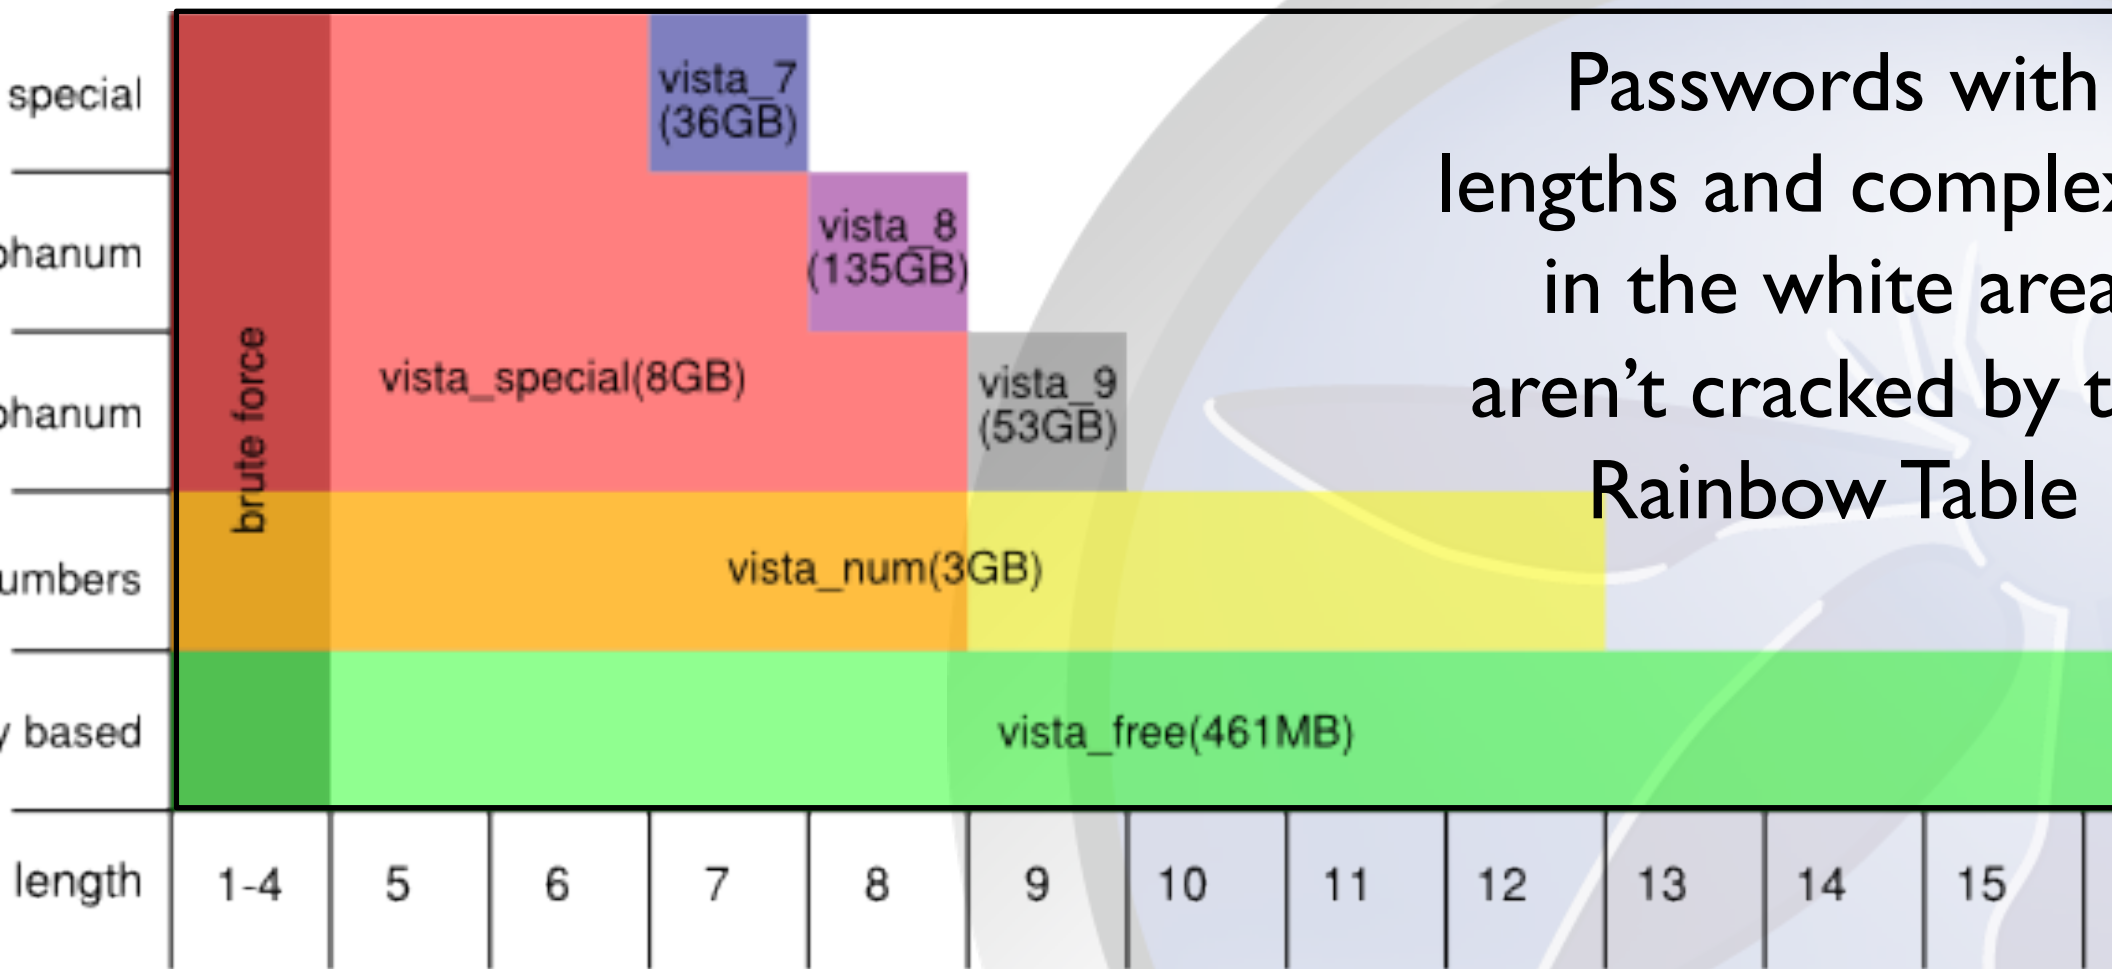 special
vista_7
(36GB)
Passwords with
lengths and complex
in the white area
aren’t cracked by t
Rainbow Table
phanum
vista_8
(135GB)
phanum
brute force
vista_special(8GB)
vista_9
(53GB)
umbers
vista_num(3GB)
y based
vista_free(461MB)
length 1-4 5 6 7 8 9 10 11 12 13 14 15